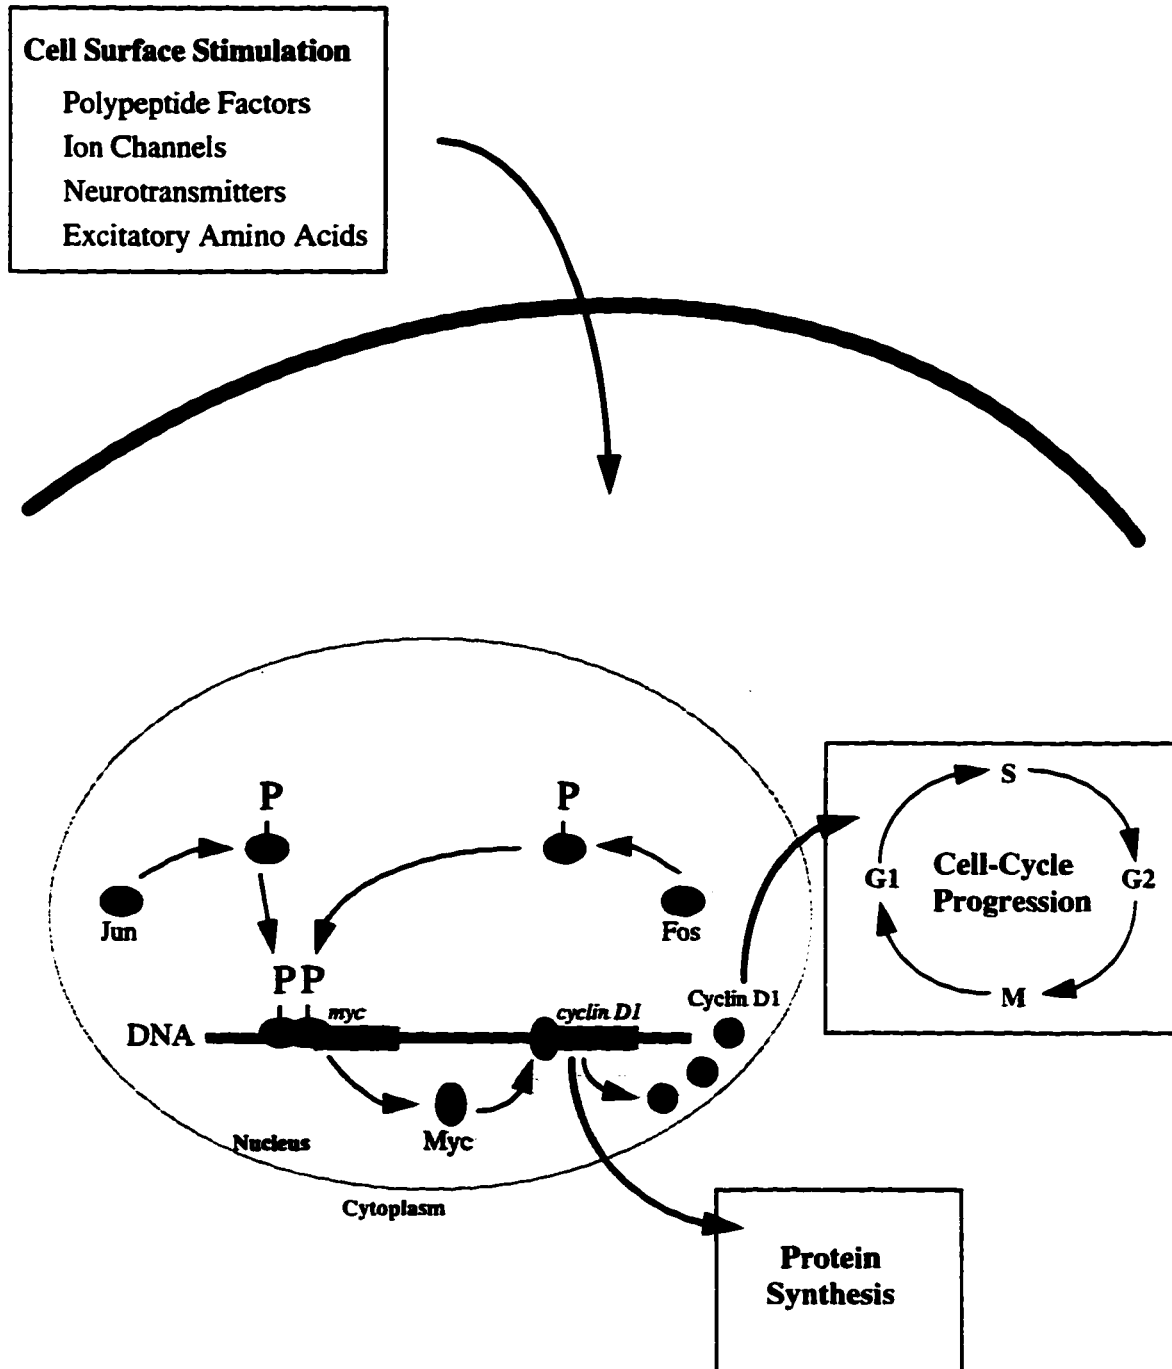 Cell Surface Stimulation
Polypeptide Factors
Ion Channels
Neurotransmitters
Excitatory Amino Acids
P
P
Jun
Fos
P P
DNA
myc
cyclin D1
Cyclin D1
Myc
Nucleus
Cytoplasm
S
G1
Cell-Cycle
Progression
G2
M
Protein
Synthesis